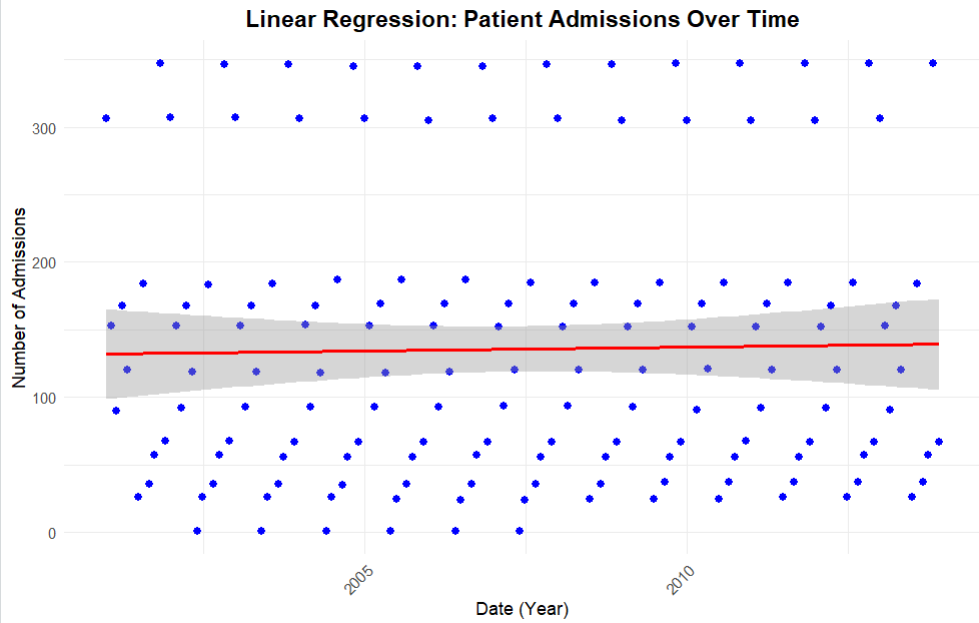 Linear Regression: Patient Admissions Over Time
Number of Admissions
300
200
100
0
2005
2010
Date (Year)